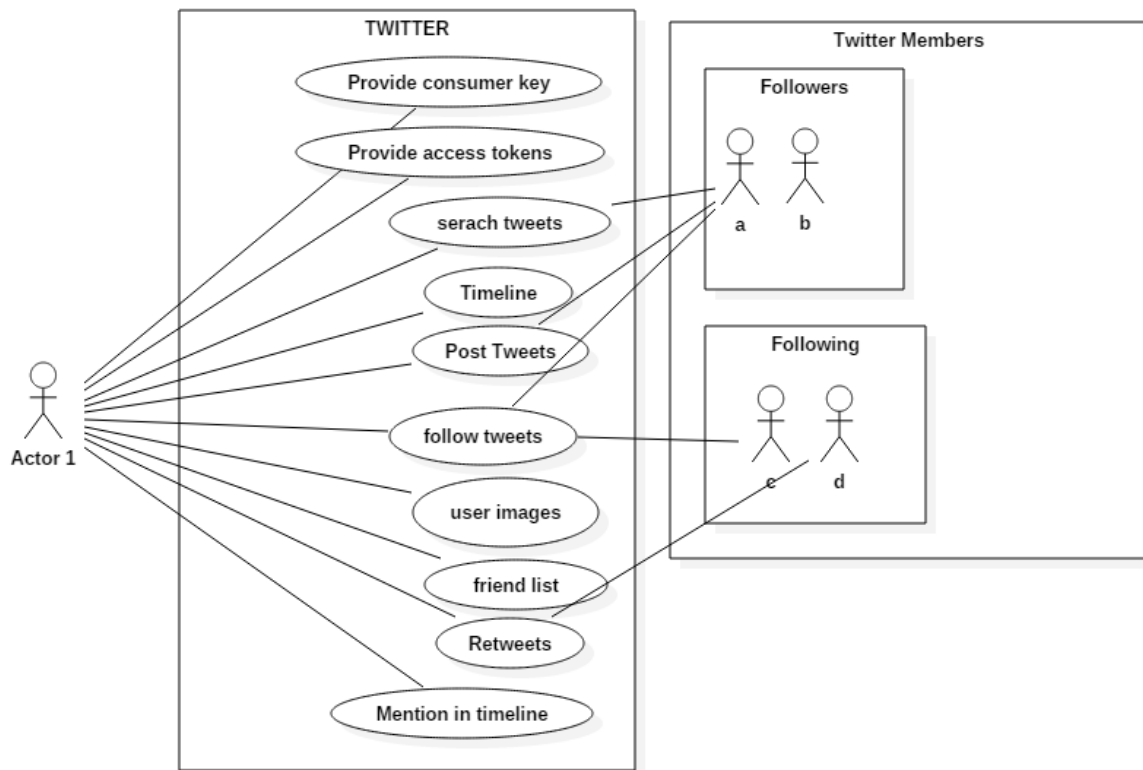 TWITTER
Provide consumer key
Provide access tokens
serach tweets
Timeline
Post Tweets
follow tweets
user images
friend list
Retweets
Mention in timeline
Actor 1
Twitter Members
Followers
a
b
Following
c
d